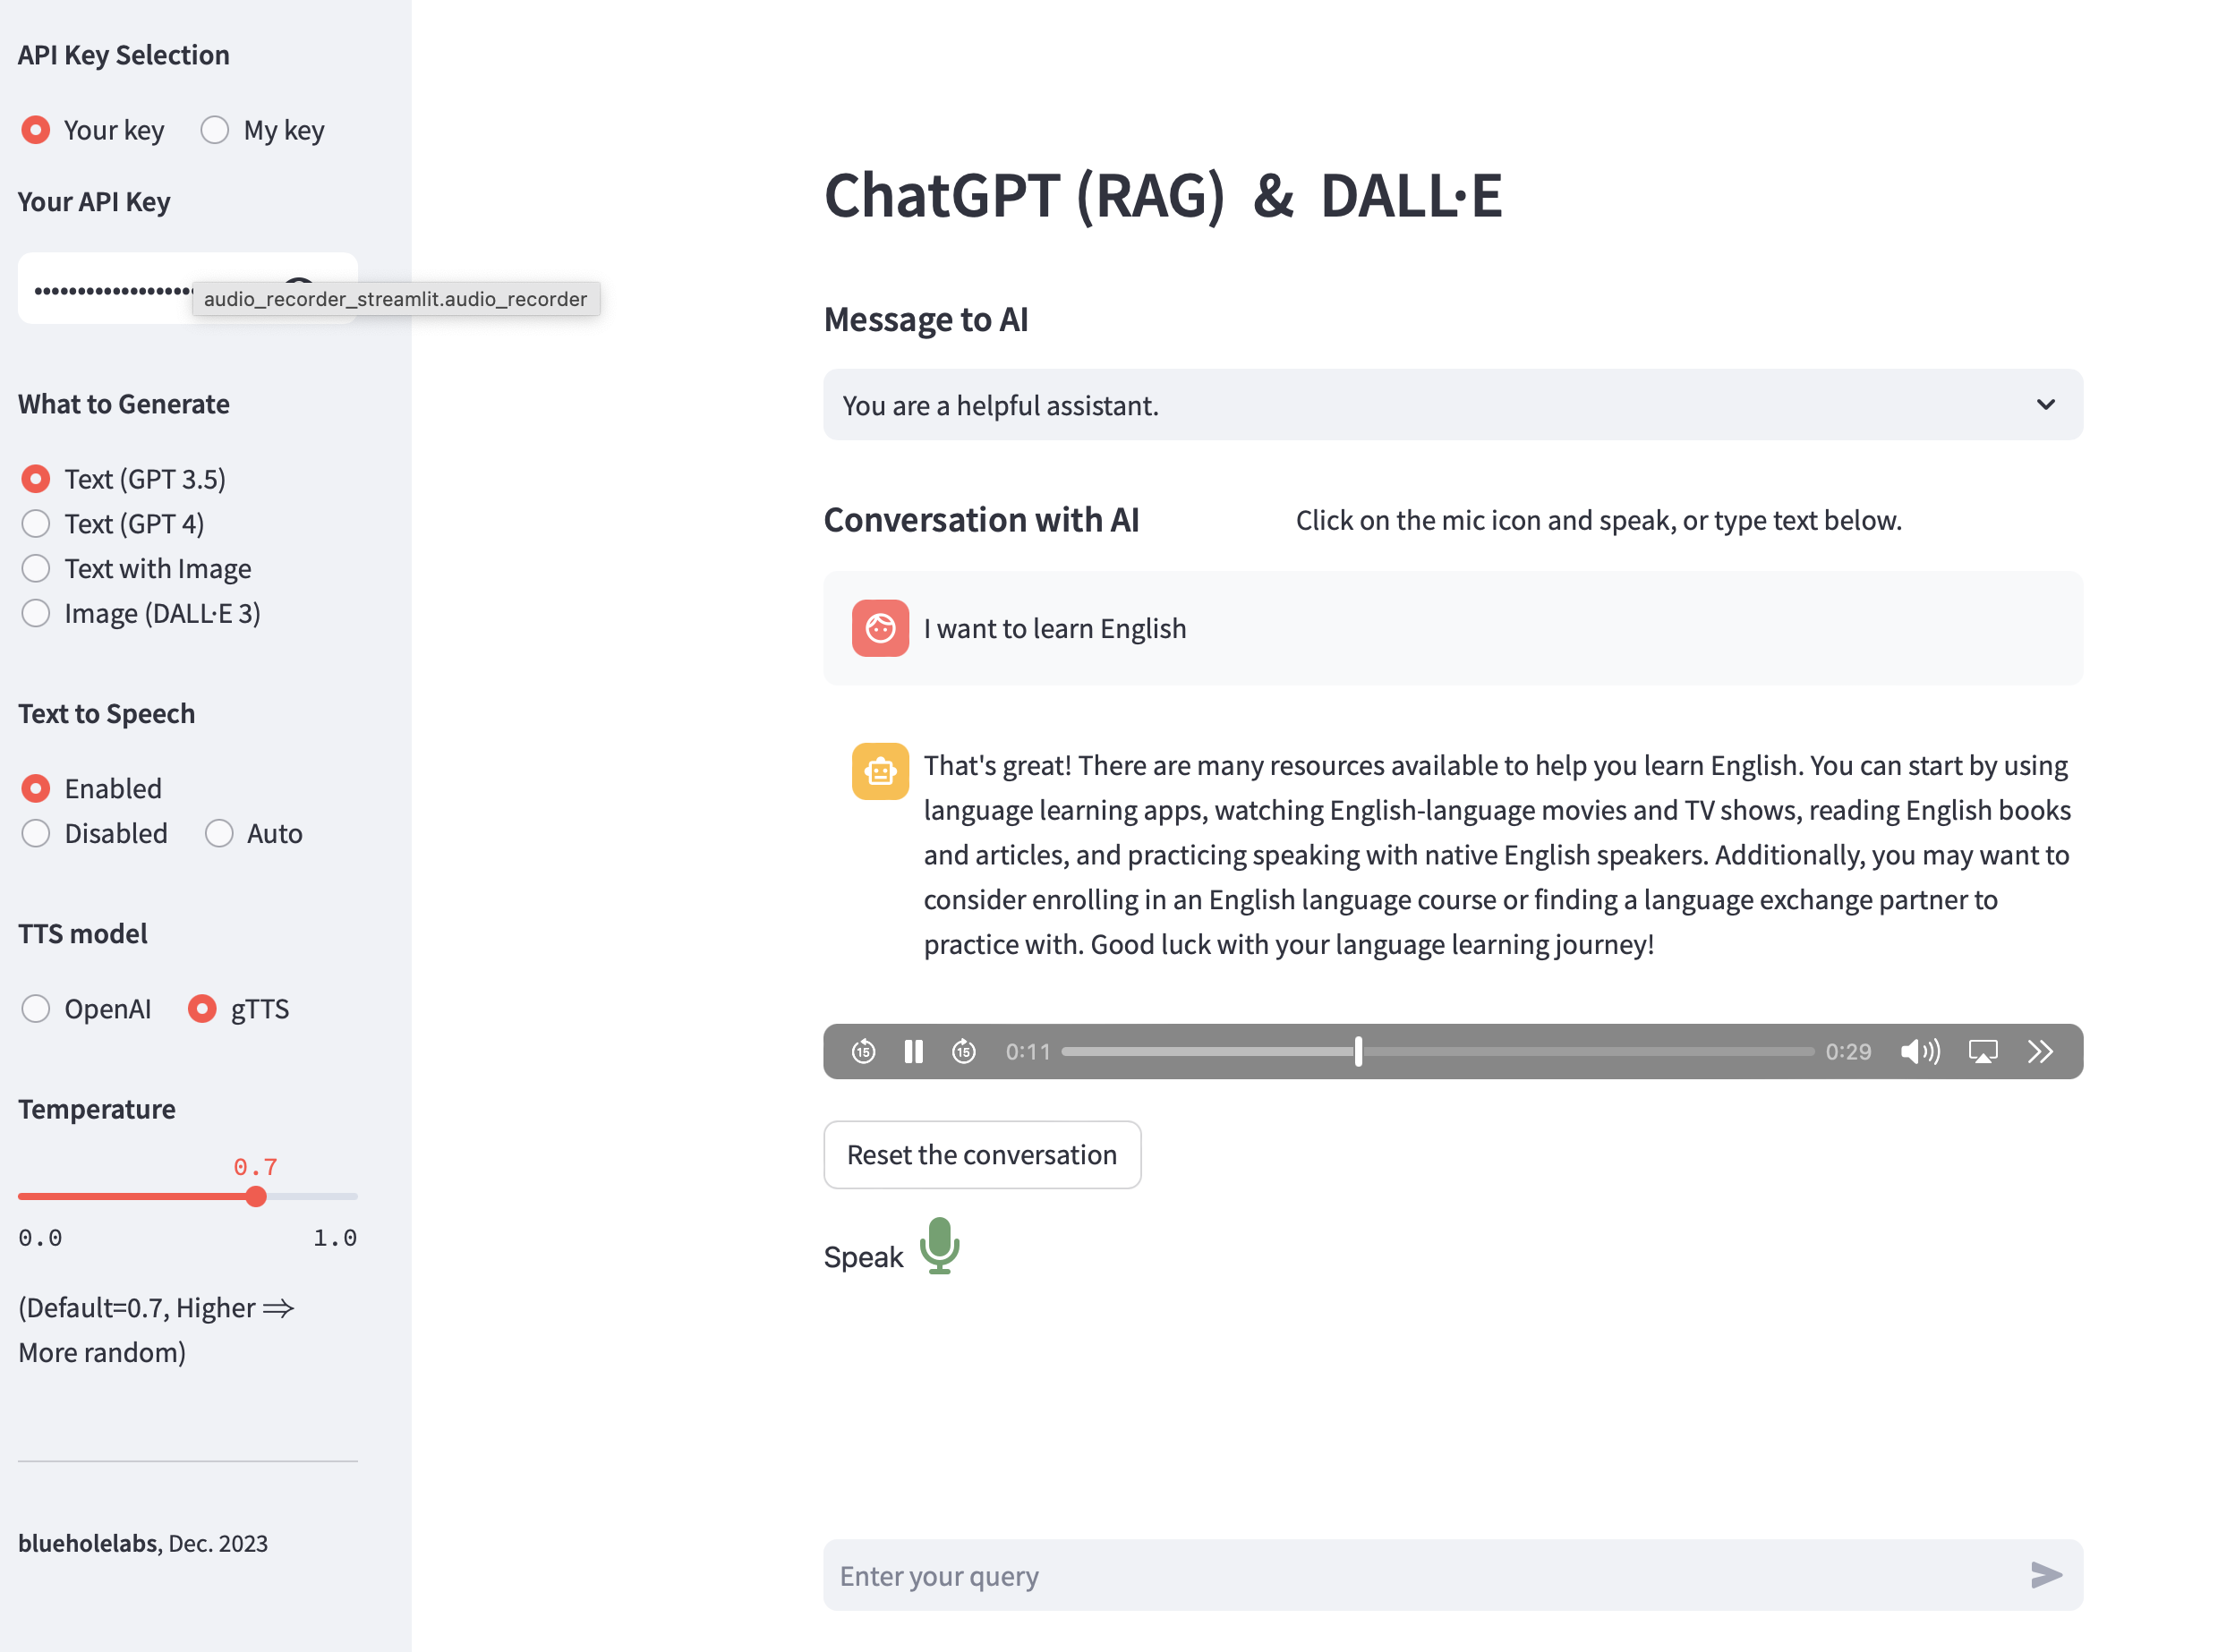 API Key Selection
Your key My key
Your API Key
audio_recorder_streamlit.audio_recorder
What to Generate
Text (GPT 3.5)
Text (GPT 4)
Text with Image
Image (DALL·E 3)
Text to Speech
Enabled
Disabled Auto
TTS model
OpenAI gTTS
Temperature
0.7
0.0 1.0
(Default=0.7, Higher ⇒
More random)
blueholelabs, Dec. 2023
ChatGPT (RAG) & DALL·E
Message to AI
You are a helpful assistant.
Conversation with AI Click on the mic icon and speak, or type text below.
I want to learn English
That's great! There are many resources available to help you learn English. You can start by using
language learning apps, watching English-language movies and TV shows, reading English books
and articles, and practicing speaking with native English speakers. Additionally, you may want to
consider enrolling in an English language course or finding a language exchange partner to
practice with. Good luck with your language learning journey!
15 15 0:11 0:29
Reset the conversation
Speak
Enter your query